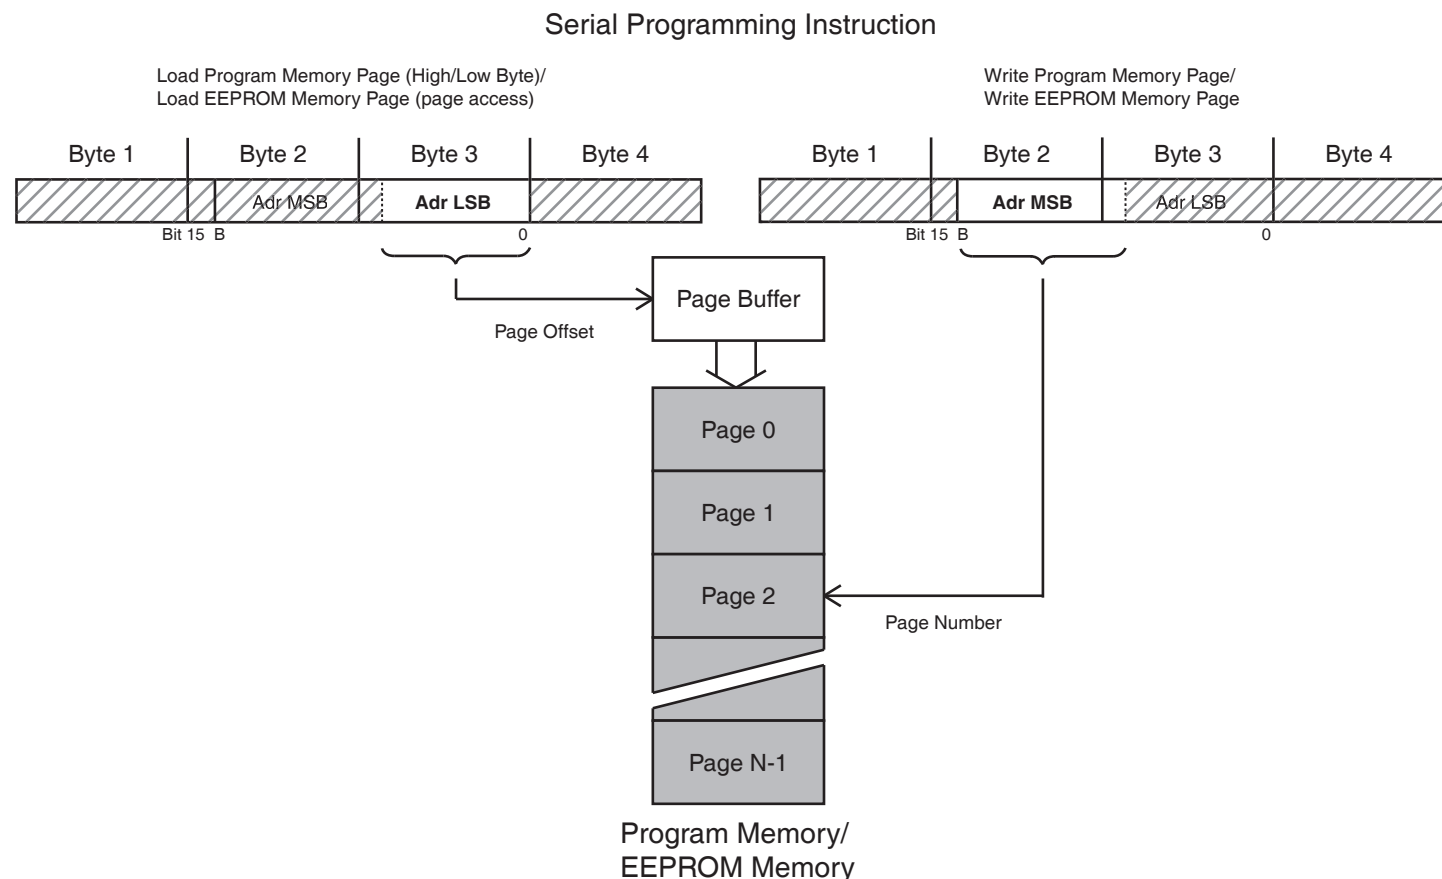 Serial Programming Instruction
Load Program Memory Page (High/Low Byte)/
Load EEPROM Memory Page (page access)
Write Program Memory Page/
Write EEPROM Memory Page
Byte 1 Byte 2 Byte 3 Byte 4
Byte 1 Byte 2 Byte 3 Byte 4
Adr MSB Adr LSB
Adr MSB Adr LSB
Bit 15 B 0
Bit 15 B 0
Page Buffer
Page Offset
Page 0
Page 1
Page 2
Page Number
Page N-1
Program Memory/
EEPROM Memory